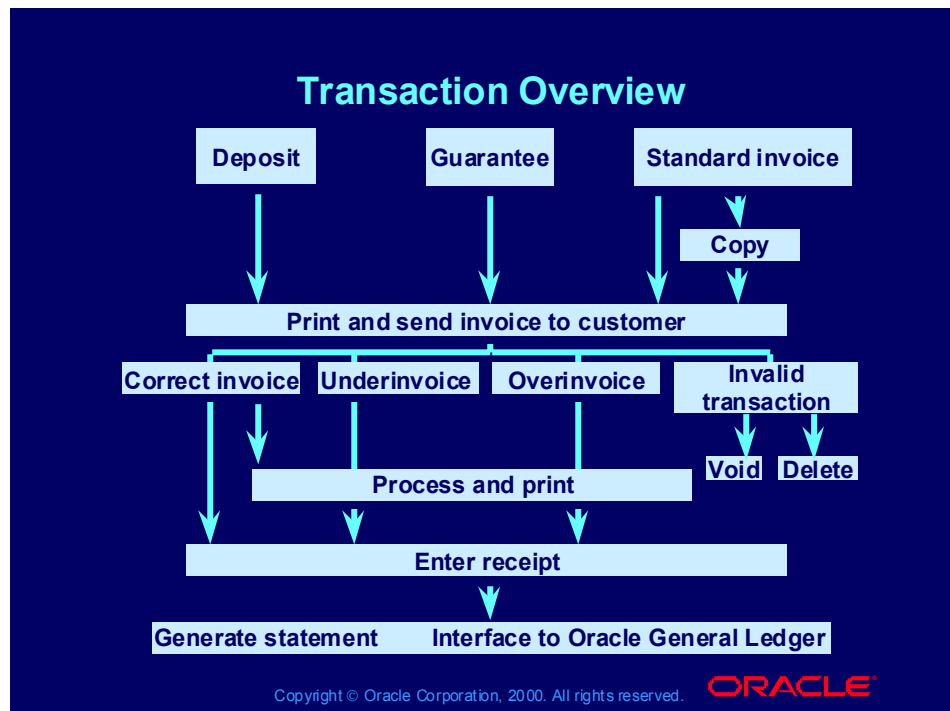 Transaction Overview
Deposit
Guarantee
Standard invoice
Copy
Print and send invoice to customer
Correct invoice
Underinvoice
Overinvoice
Invalid
transaction
Void
Delete
Process and print
Enter receipt
Generate statement
Interface to Oracle General Ledger
Copyright © Oracle Corporation, 2000. All rights reserved.
ORACLE®